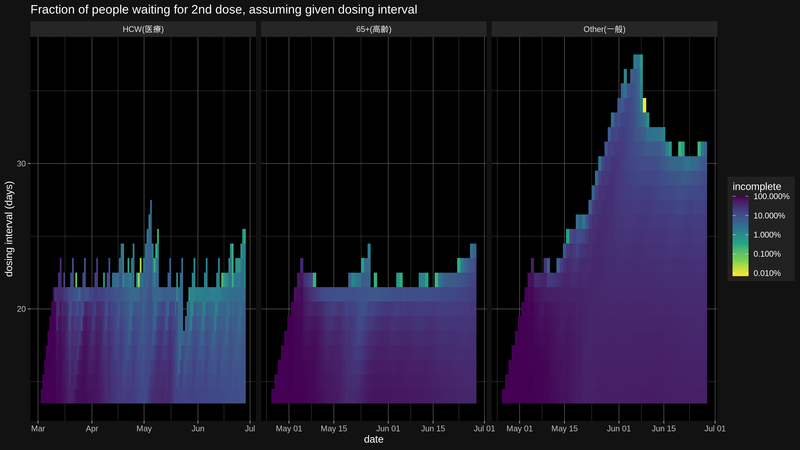 Fraction of people waiting for 2nd dose, assuming given dosing interval
HCW(医療)
65+(高齢)
Other(一般)
dosing interval (days)
30
20
Mar
Apr
May
Jun
Jul
May 01
May 15
Jun 01
Jun 15
Jul 01
May 01
May 15
Jun 01
Jun 15
Jul 01
date
incomplete
100.000%
10.000%
1.000%
0.100%
0.010%